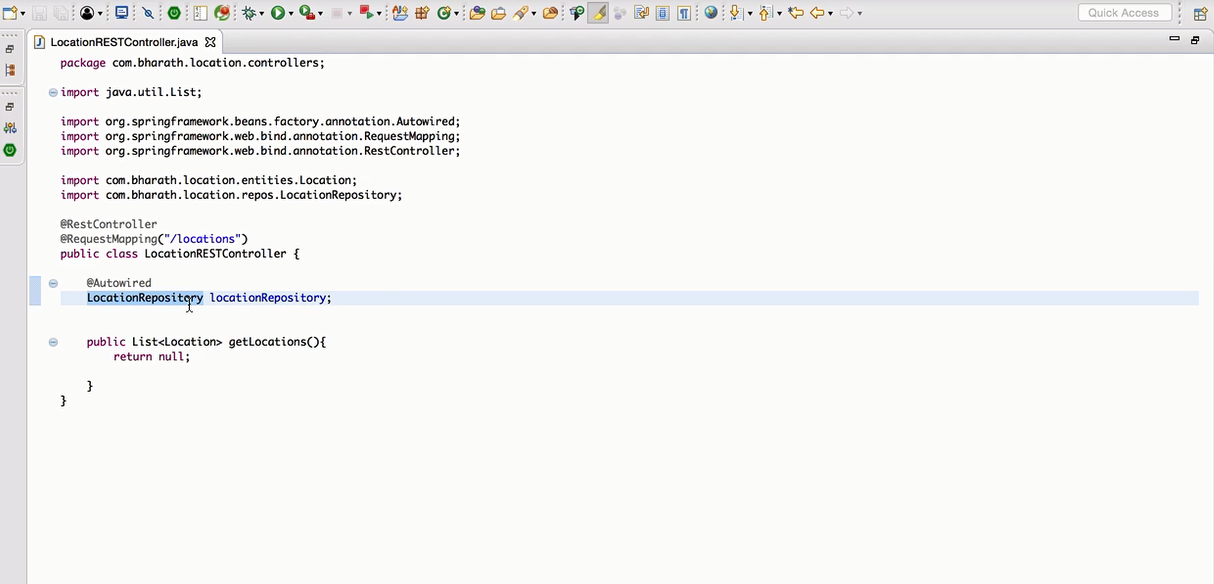 Quick Access
LocationRESTController.java
package com.bharath.location.controllers;
import java.util.List;
import org.springframework.beans.factory.annotation.Autowired;
import org.springframework.web.bind.annotation.RequestMapping;
import org.springframework.web.bind.annotation.RestController;
import com.bharath.location.entities.Location;
import com.bharath.location.repos.LocationRepository;
@RestController
@RequestMapping("/locations")
public class LocationRESTController {
@Autowired
LocationRepository locationRepository;
public List<Location> getLocations(){
return null;
}
}